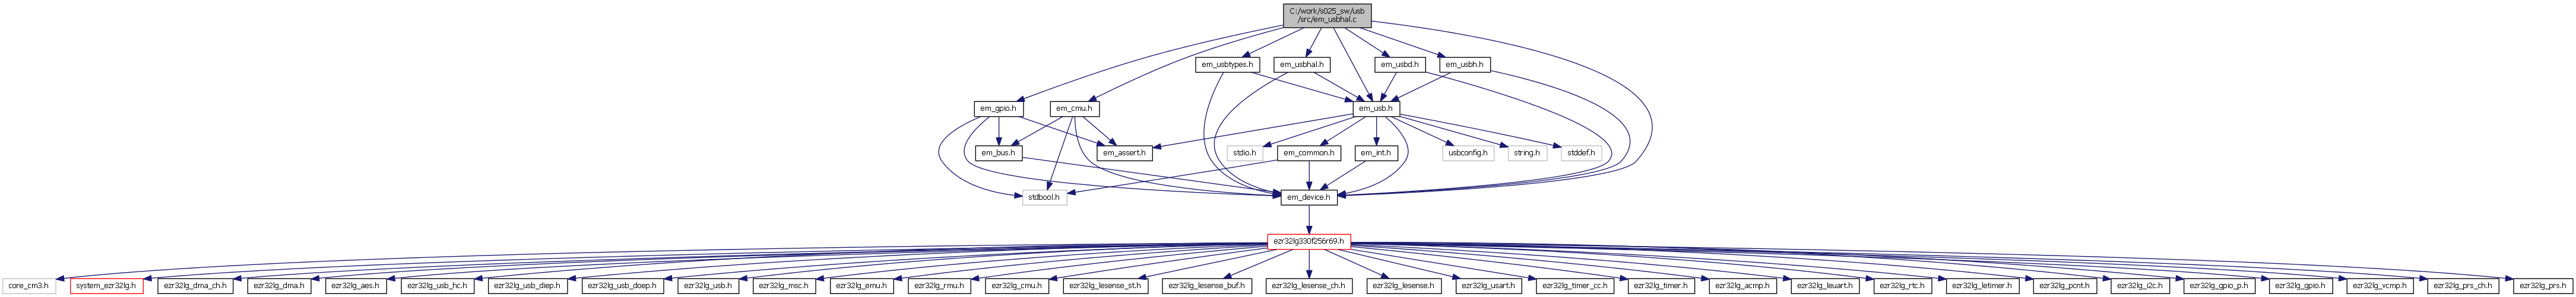 C:/work/s025_sw/usb
/src/em_usbhal.c
em_usbtypes.h
em_usbhal.h
em_usbd.h
em_usbh.h
em_gpio.h
em_cmu.h
em_usb.h
em_bus.h
em_assert.h
stdio.h
em_common.h
em_int.h
usbconfig.h
string.h
stddef.h
stdbool.h
em_device.h
ezr32lg330f256r69.h
core_cm3.h
system_ezr32lg.h
ezr32lg_dma_ch.h
ezr32lg_dma.h
ezr32lg_aes.h
ezr32lg_usb_hc.h
ezr32lg_usb_diep.h
ezr32lg_usb_doep.h
ezr32lg_usb.h
ezr32lg_msc.h
ezr32lg_emu.h
ezr32lg_rmu.h
ezr32lg_cmu.h
ezr32lg_lesense_st.h
ezr32lg_lesense_buf.h
ezr32lg_lesense_ch.h
ezr32lg_lesense.h
ezr32lg_usart.h
ezr32lg_timer_cc.h
ezr32lg_timer.h
ezr32lg_acmp.h
ezr32lg_leuart.h
ezr32lg_rtc.h
ezr32lg_letimer.h
ezr32lg_pcnt.h
ezr32lg_i2c.h
ezr32lg_gpio_p.h
ezr32lg_gpio.h
ezr32lg_vcmp.h
ezr32lg_prs_ch.h
ezr32lg_prs.h